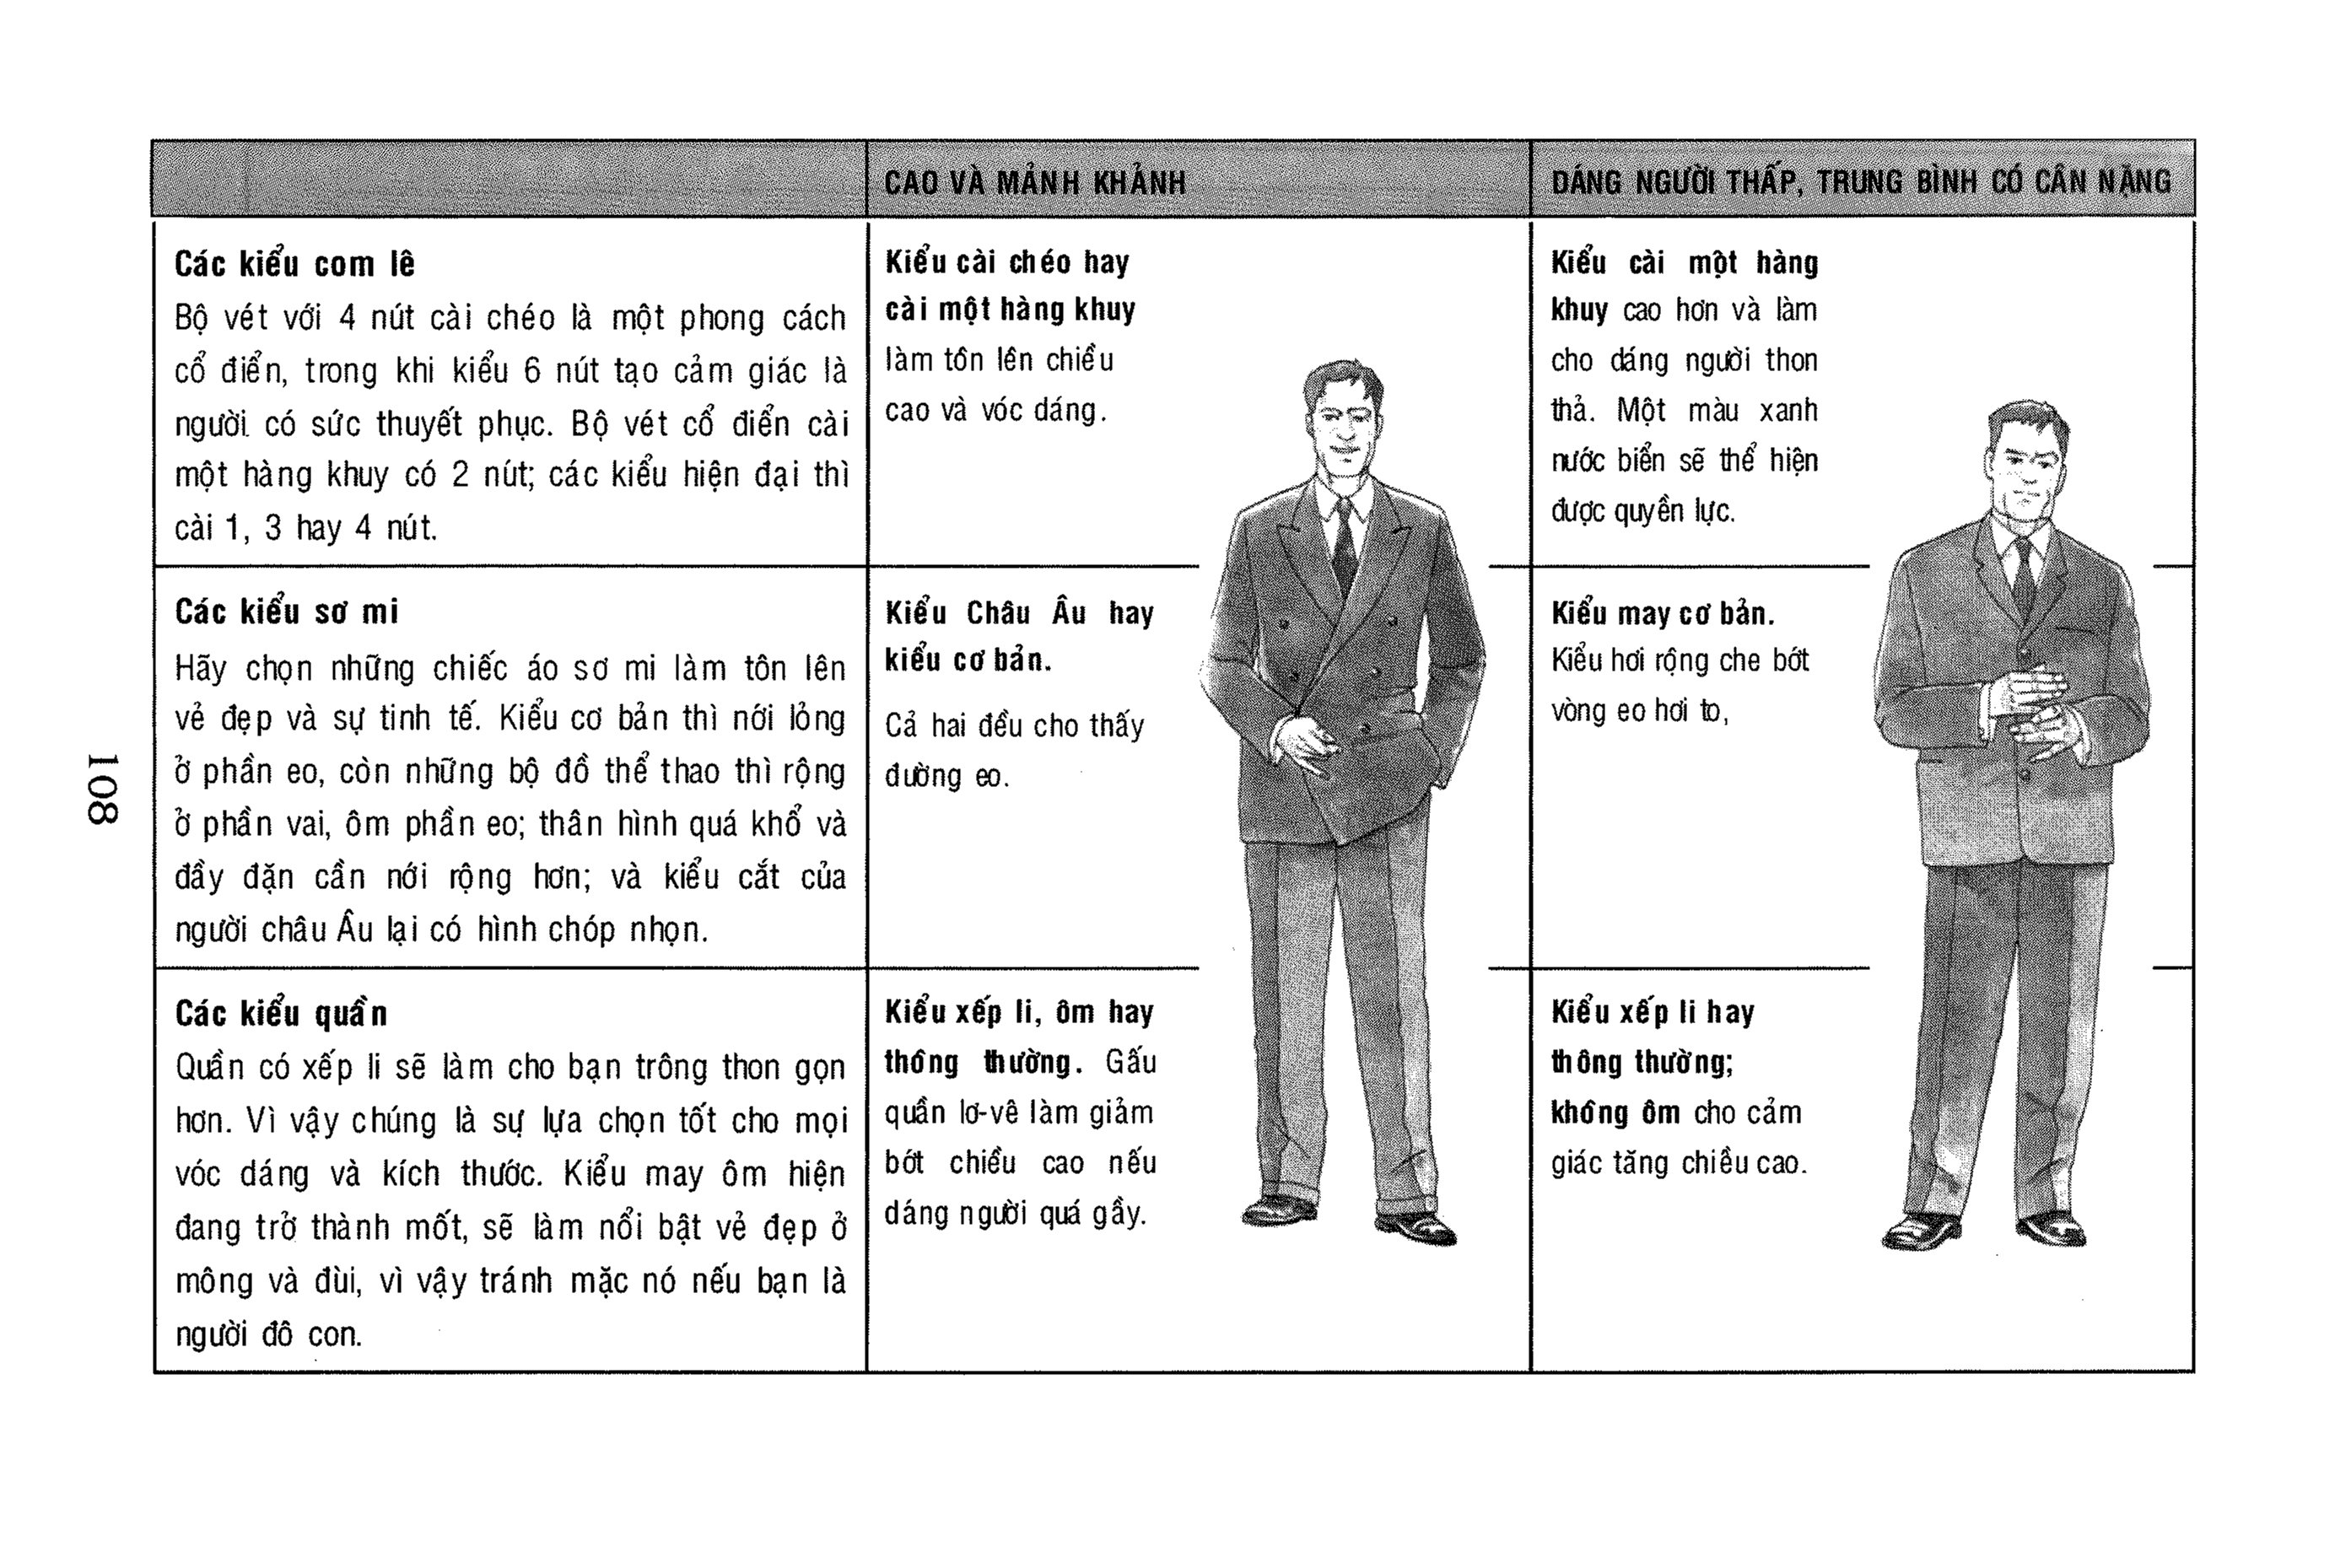 CAO VÀ MẢNH KHẢNH
DÁNG NGƯỜI THẤP, TRUNG BÌNH CÓ CÂN NẶNG
Các kiểu com lê
Bộ vét với 4 nút cài chéo là một phong cách
cổ điển, trong khi kiểu 6 nút tạo cảm giác là
người có sức thuyết phục. Bộ vét cổ điển cài
một hàng khuy có 2 nút; các kiểu hiện đại thì
cài 1, 3 hay 4 nút.
Kiểu cài chéo hay
cài một hàng khuy
làm tôn lên chiều
cao và vóc dáng.
Kiểu cài một hàng
khuy cao hơn và làm
cho dáng người thon
thả. Một màu xanh
nước biển sẽ thể hiện
được quyền lực.
Các kiểu sơ mi
Hãy chọn những chiếc áo sơ mi làm tôn lên
vẻ đẹp và sự tinh tế. Kiểu cơ bản thì nới lỏng
ở phần eo, còn những bộ đồ thể thao thì rộng
ở phần vai, ôm phần eo; thân hình quá khổ và
đầy đặn cần nới rộng hơn; và kiểu cắt của
người châu Âu lại có hình chóp nhọn.
Kiểu Châu Âu hay
kiểu cơ bản.
Cả hai đều cho thấy
đường eo.
Kiểu may cơ bản.
Kiểu hơi rộng che bớt
vòng eo hơi to,
Các kiểu quần
Quần có xếp li sẽ làm cho bạn trông thon gọn
hơn. Vì vậy chúng là sự lựa chọn tốt cho mọi
vóc dáng và kích thước. Kiểu may ôm hiện
đang trở thành mốt, sẽ làm nổi bật vẻ đẹp ở
mông và đùi, vì vậy tránh mặc nó nếu bạn là
người đô con.
Kiểu xếp li, ôm hay
thông thường. Gấu
quần lơ-vê làm giảm
bớt chiều cao nếu
dáng người quá gầy.
Kiểu xếp li hay
thông thường;
không ôm cho cảm
giác tăng chiều cao.
108